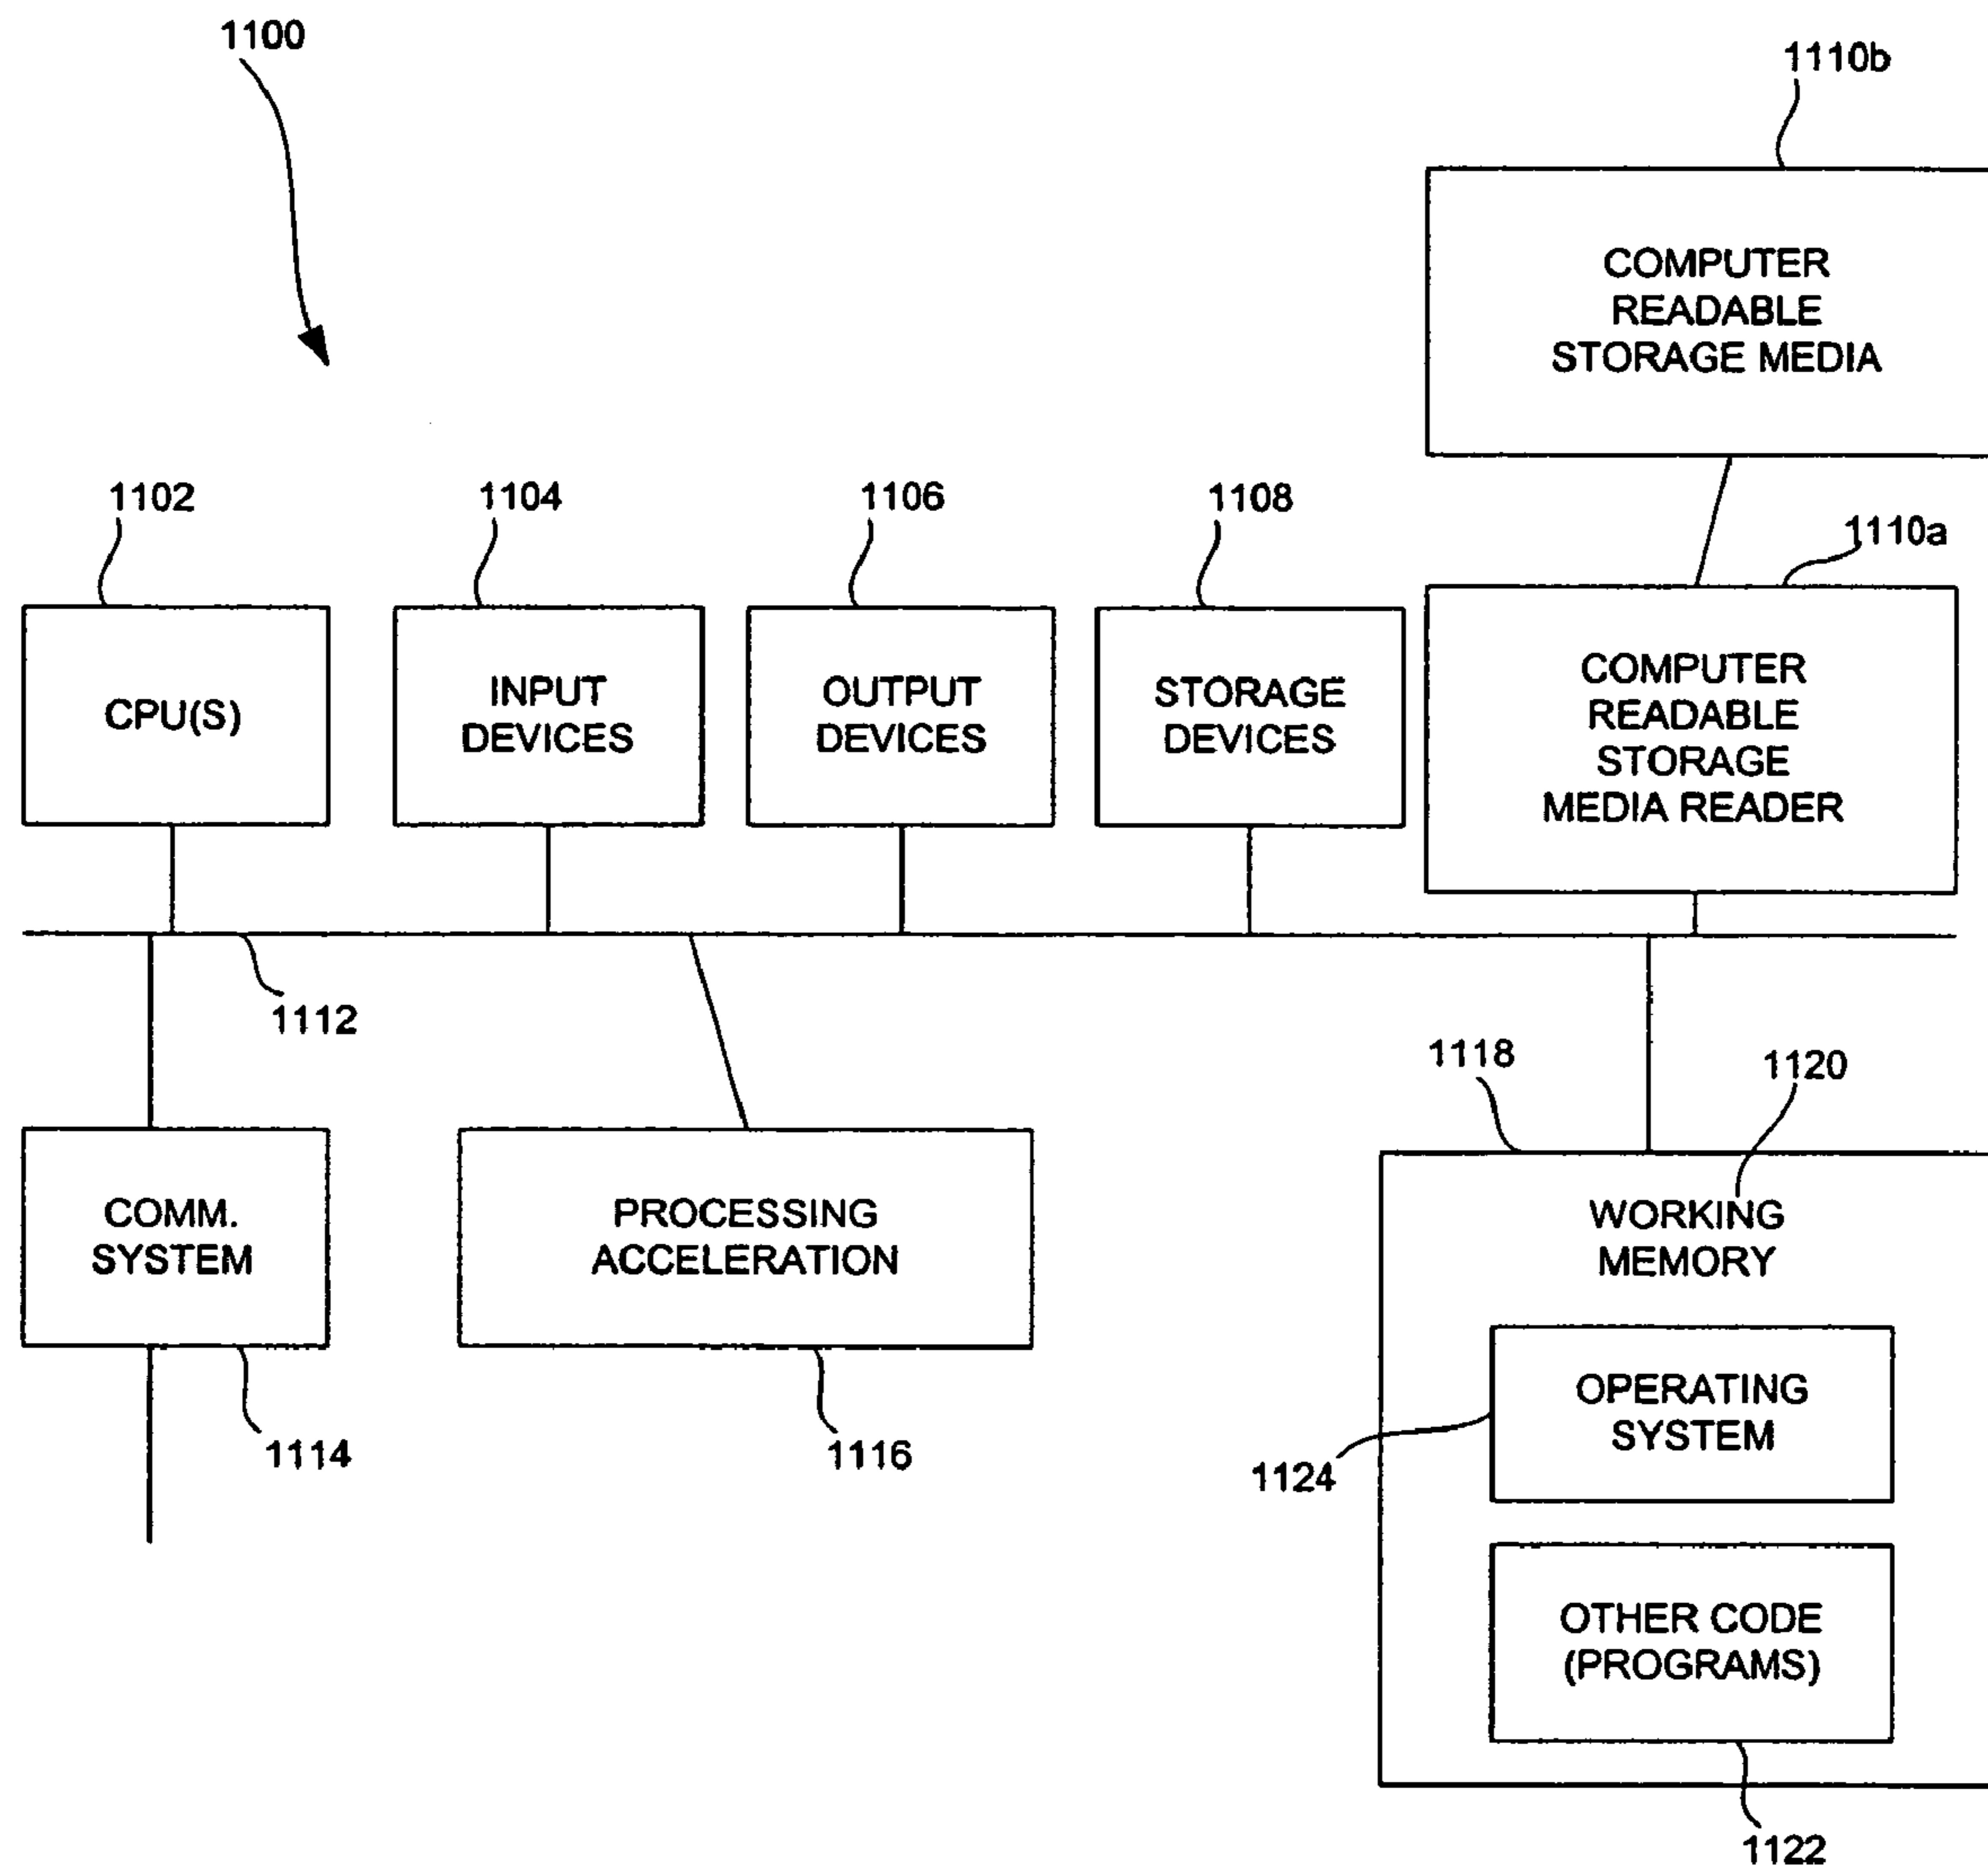 1100
1110b
COMPUTER
READABLE
STORAGE MEDIA
1102
1104
1106
1108
1110a
CPU(S)
INPUT
DEVICES
OUTPUT
DEVICES
STORAGE
DEVICES
COMPUTER
READABLE
STORAGE
MEDIA READER
1112
1118
1120
COMM.
SYSTEM
PROCESSING
ACCELERATION
WORKING
MEMORY
1114
1116
1124
OPERATING
SYSTEM
OTHER CODE
(PROGRAMS)
1122